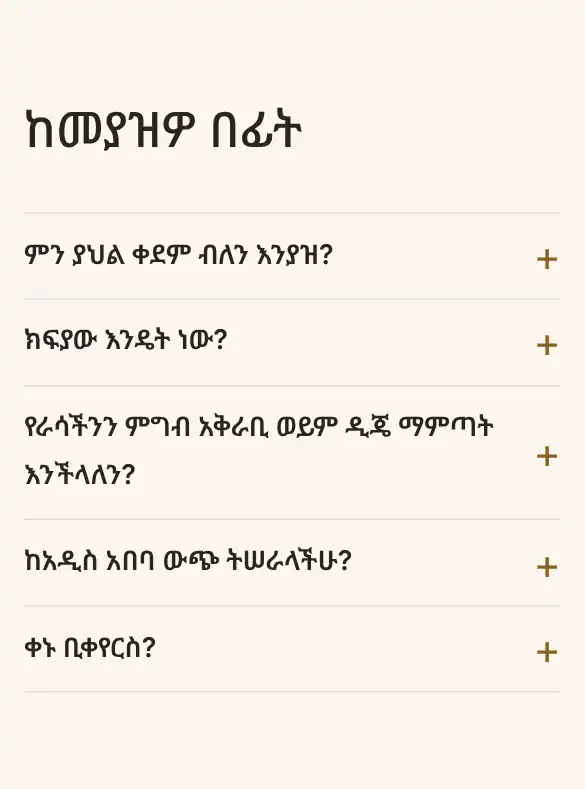 ከመያዝዎ በፊት
ምን ያህል ቀደም ብለን እንያዝ?
ክፍያው እንዴት ነው?
የራሳችንን ምግብ አቅራቢ ወይም ዲጄ ማምጣት
እንችላለን?
ከአዲስ አበባ ውጭ ትሠራላችሁ?
ቀኑ ቢቀየርስ?